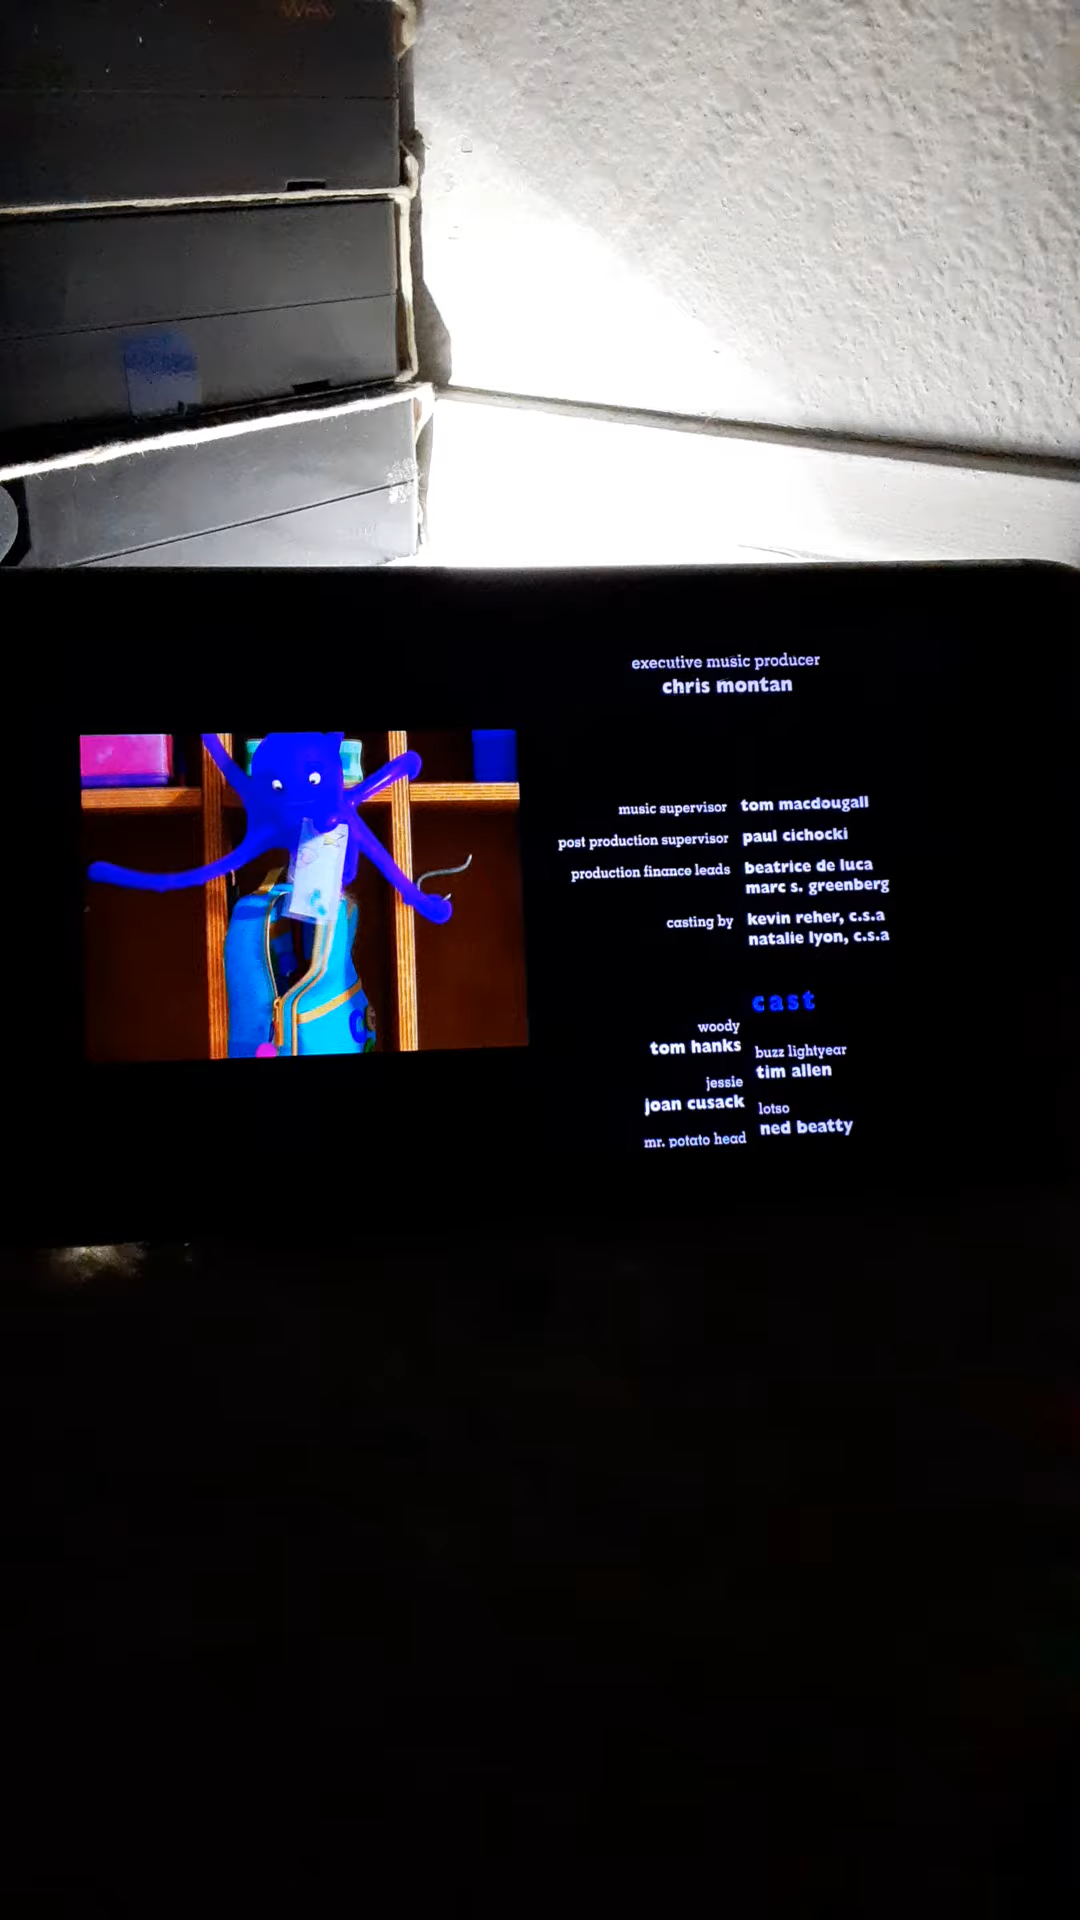 executive music producer
chris montan
music supervisor tom macdougall
post production supervisor paul cichocki
production finance leads beatrice de luca
marc s. greenberg
casting by kevin reher, c.s.a
natalie lyon, c.s.a
cast
woody
tom hanks
buzz lightyear
tim allen
jessie
joan cusack
lotso
ned beatty
mr. potato head